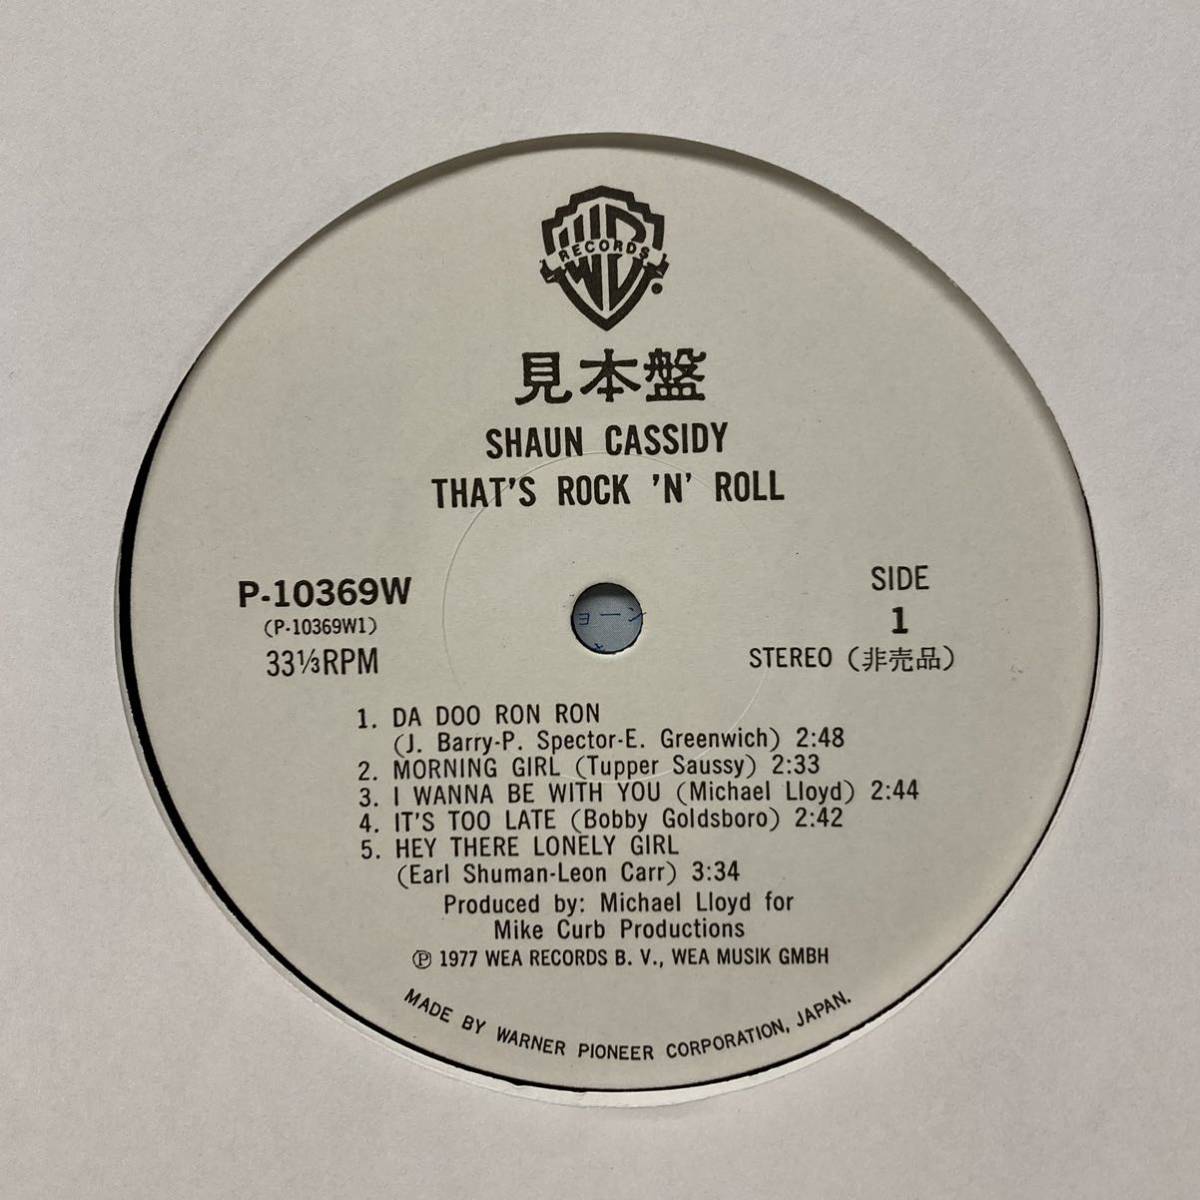 WB
RECORDS
見本盤
SHAUN CASSIDY
THAT'S ROCK 'N' ROLL
P-10369W
(P-10369W1)
33⅓RPM
SIDE
1
STEREO (非売品)
ョーン
1. DA DOO RON RON
(J. Barry-P. Spector-E. Greenwich) 2:48
2. MORNING GIRL (Tupper Saussy) 2:33
3. I WANNA BE WITH YOU (Michael Lloyd) 2:44
4. IT'S TOO LATE (Bobby Goldsboro) 2:42
5. HEY THERE LONELY GIRL
(Earl Shuman-Leon Carr) 3:34
Produced by: Michael Lloyd for
Mike Curb Productions
Ⓟ 1977 WEA RECORDS B. V., WEA MUSIK GMBH
MADE BY WARNER PIONEER CORPORATION, JAPAN.